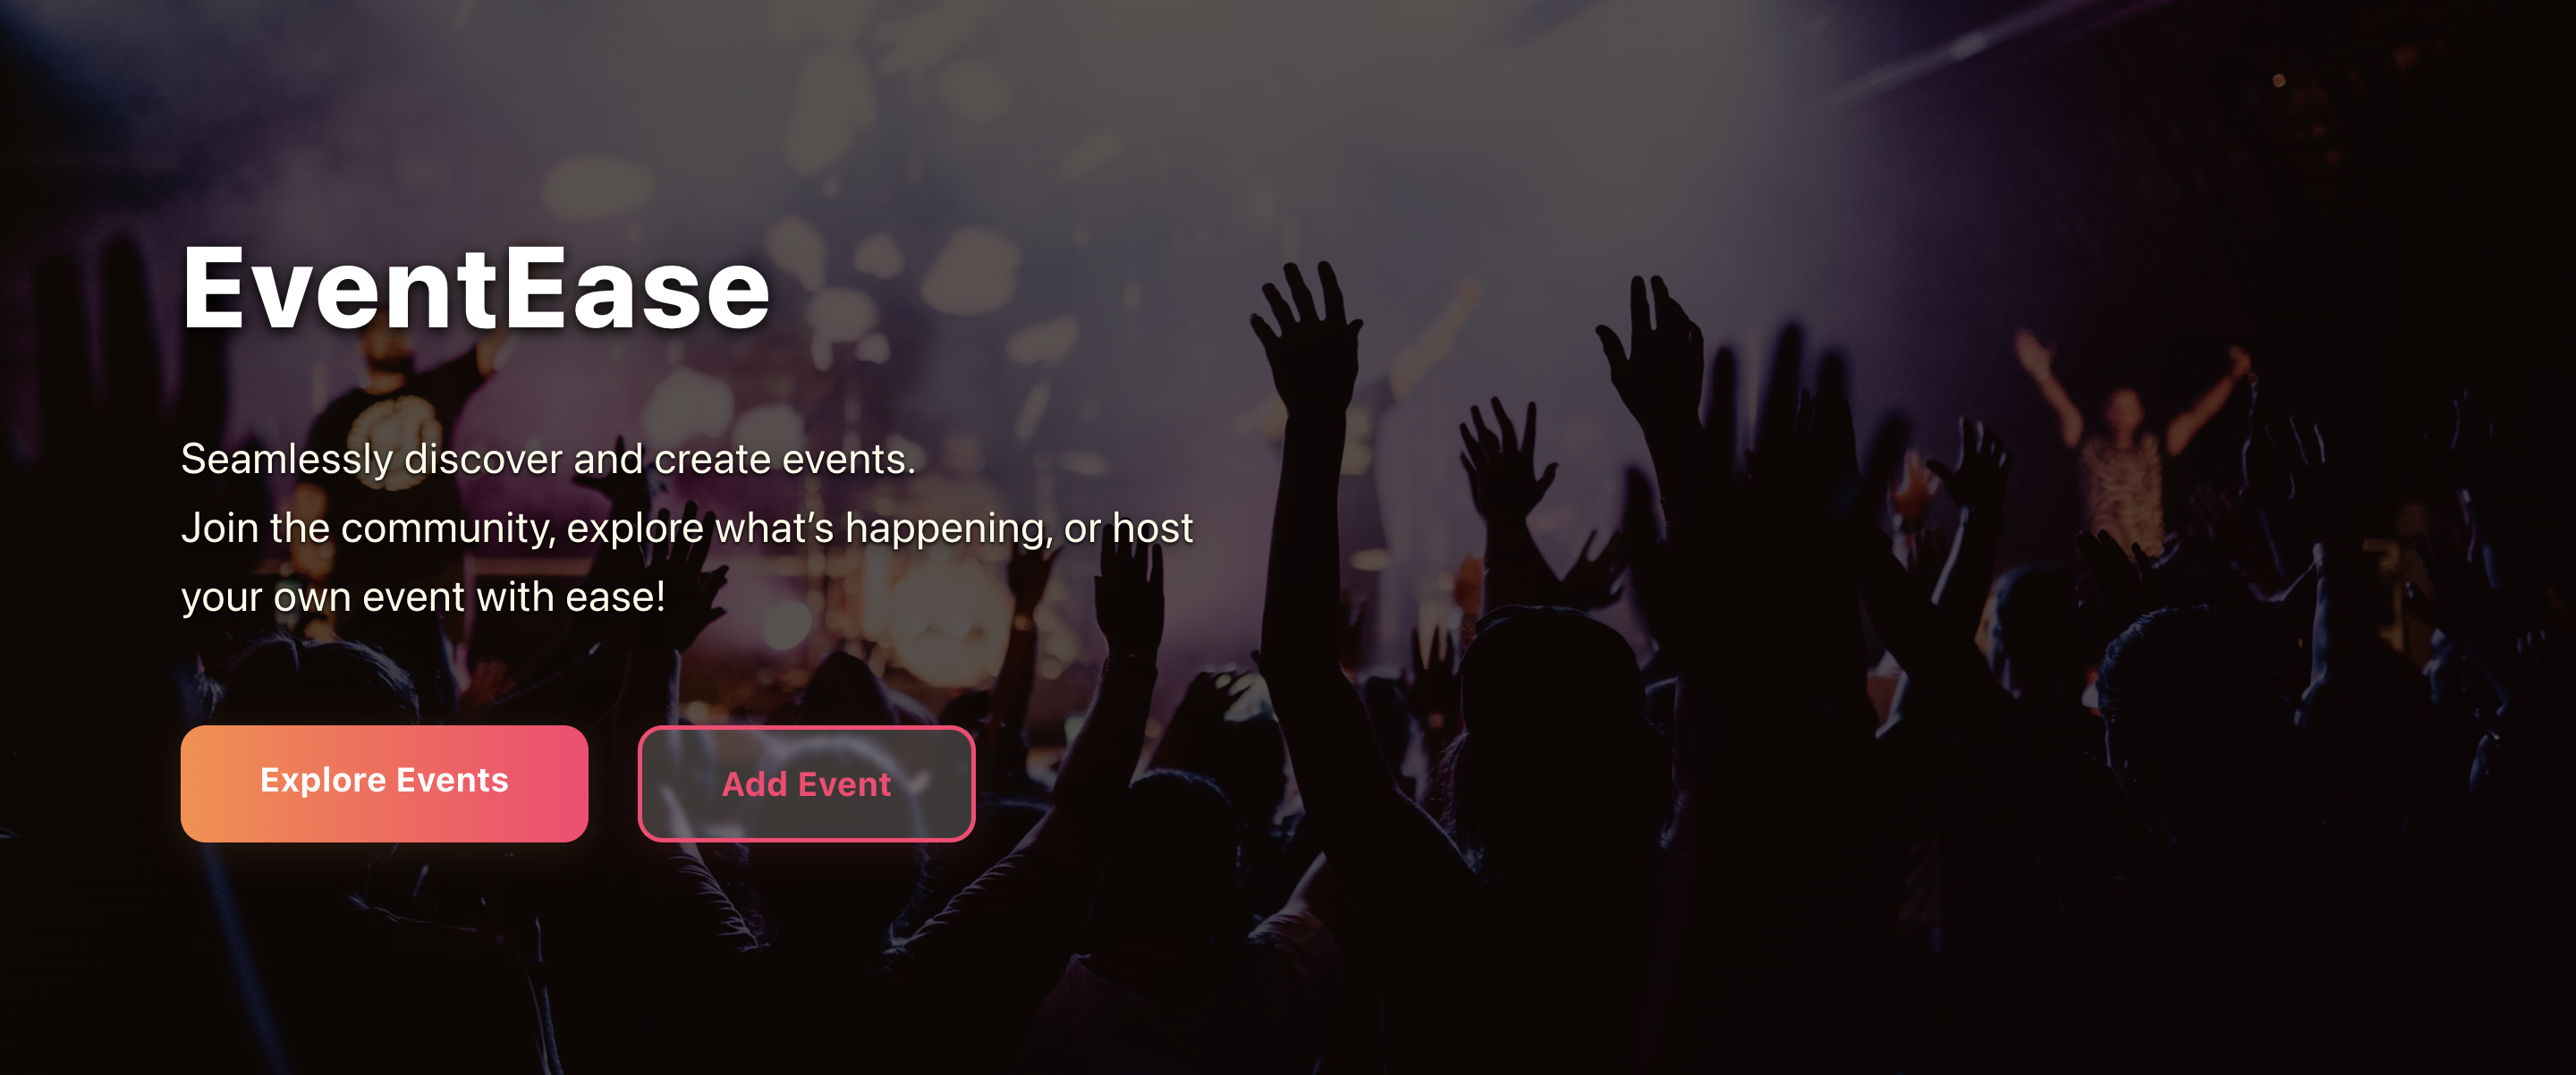 EventEase
Seamlessly discover and create events.
Join the community, explore what’s happening, or host
your own event with ease!
Explore Events
Add Event